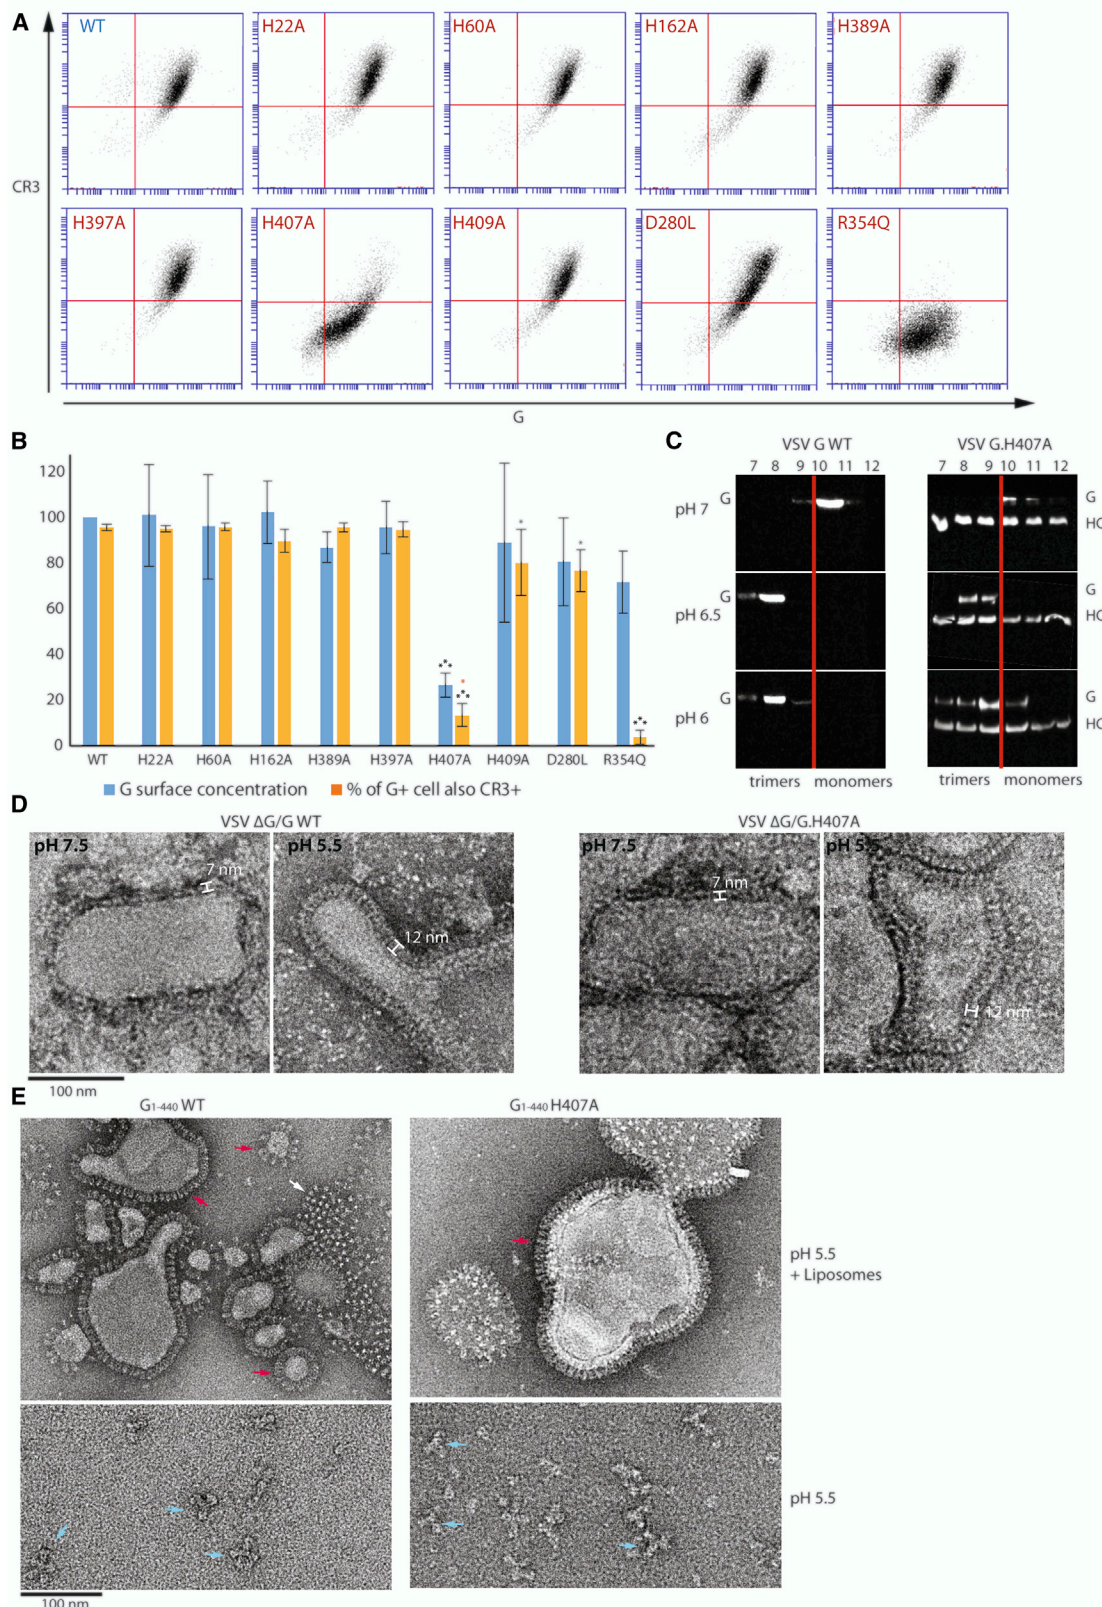 A
WT
H22A
H60A
H162A
H389A
CR3
H397A
H407A
H409A
D280L
R354Q
G
B
120
100
80
60
40
20
0
WT H22A H60A H162A H389A H397A H407A H409A D280L R354Q
G surface concentration
% of G+ cell also CR3+
C
VSV G WT
VSV G.H407A
7 8 9 10 11 12
7 8 9 10 11 12
pH 7
G
G
HC
pH 6.5
G
G
HC
pH 6
G
G
HC
trimers monomers
trimers monomers
D
VSV ΔG/G WT
VSV ΔG/G.H407A
pH 7.5
7 nm
pH 5.5
12 nm
pH 7.5
7 nm
pH 5.5
12 nm
100 nm
E
G1-440 WT
G1-440 H407A
pH 5.5
+ Liposomes
pH 5.5
100 nm